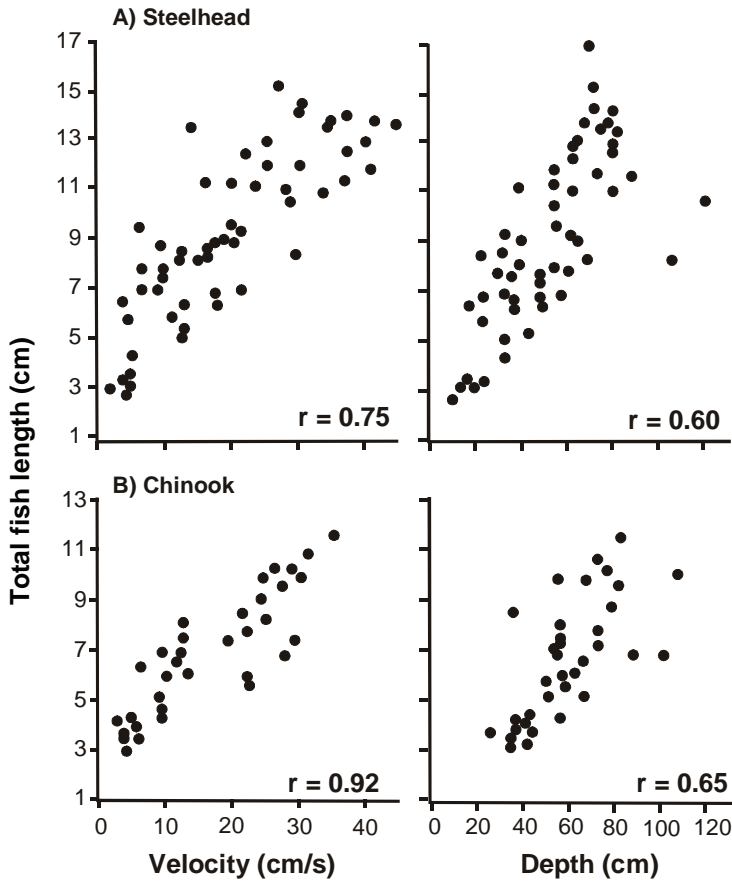 A) Steelhead
17
15
13
11
9
7
5
3
1
r = 0.75
r = 0.60
Total fish length (cm)
B) Chinook
13
11
9
7
5
3
1
r = 0.92
r = 0.65
0 10 20 30 40
0 20 40 60 80 100 120
Velocity (cm/s)
Depth (cm)